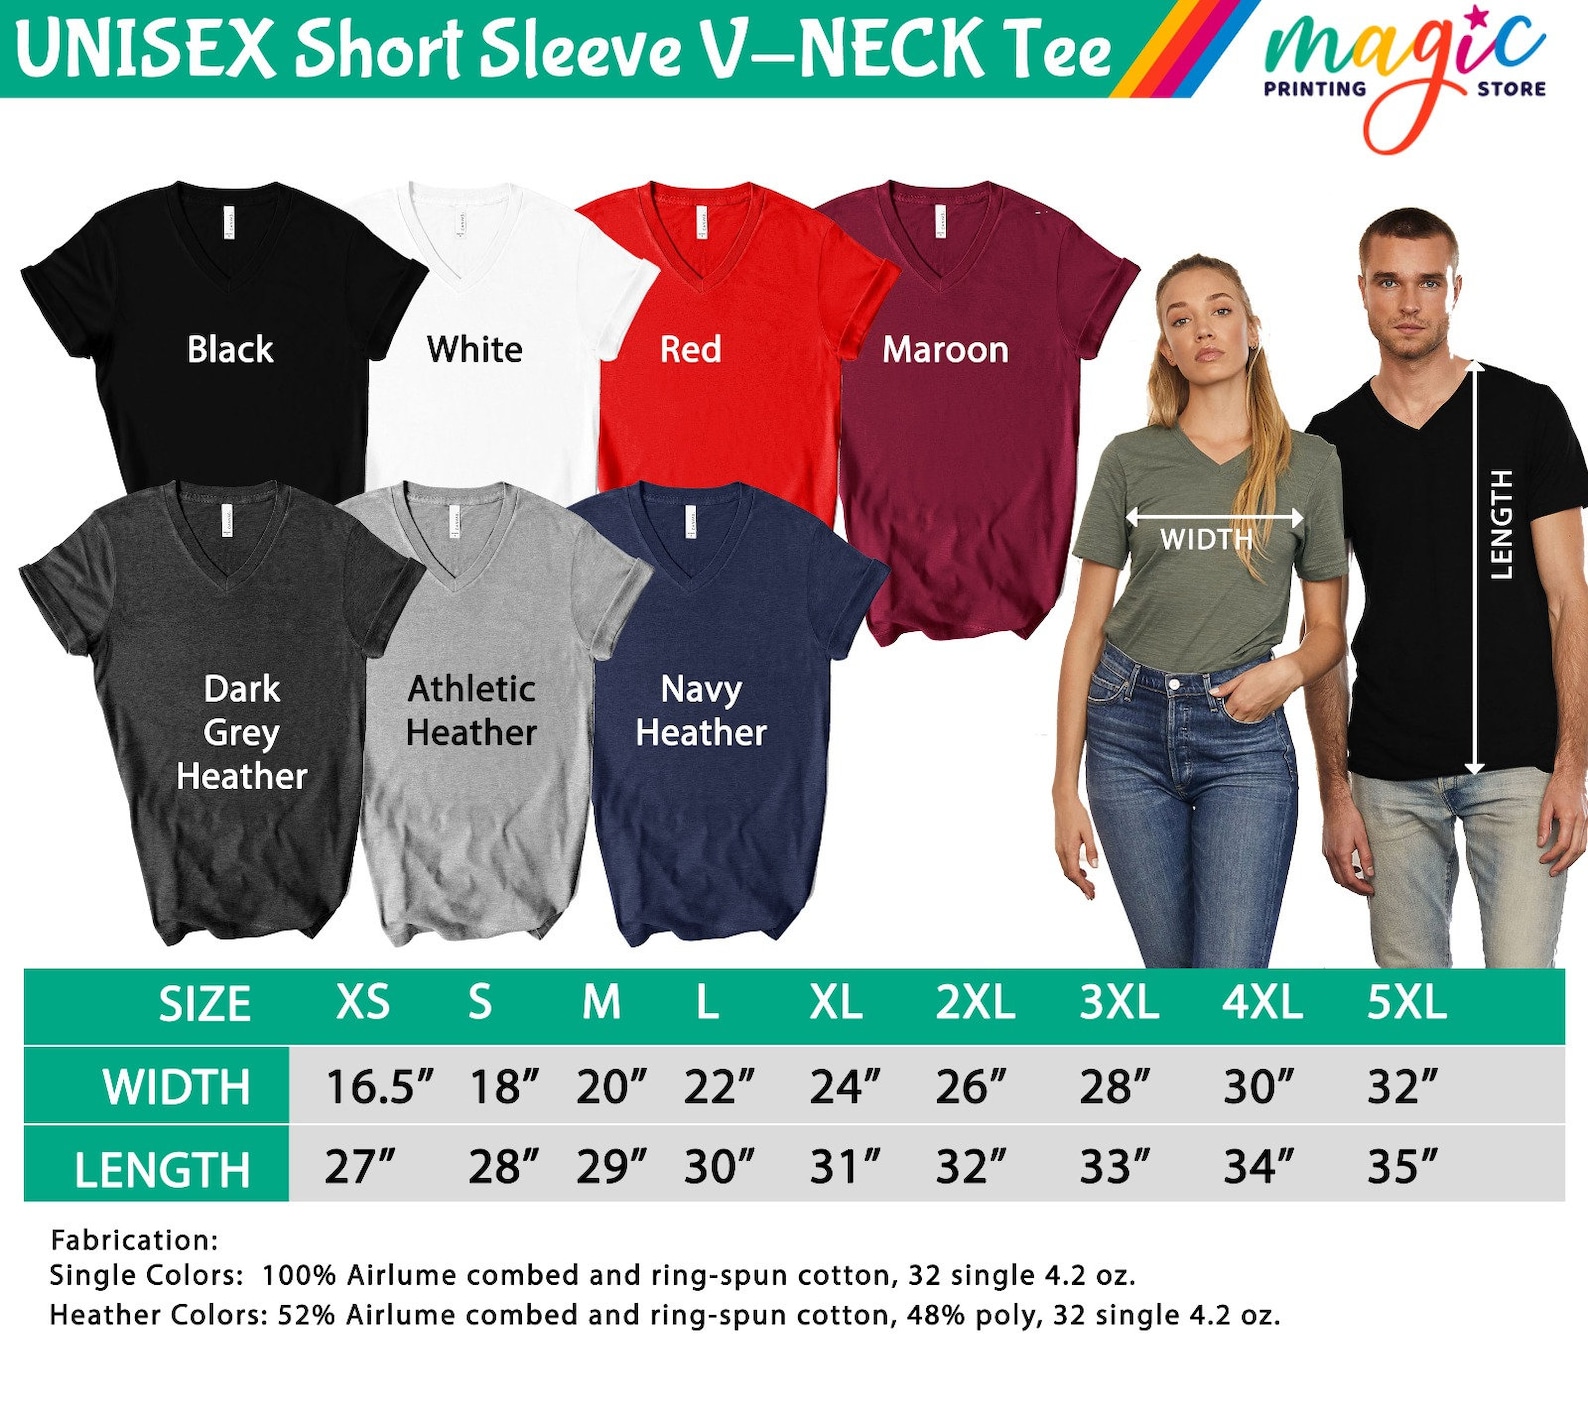 UNISEX Short Sleeve V-NECK Tee
magic
PRINTING STORE
Black
White
Red
Maroon
Dark
Grey
Heather
Athletic
Heather
Navy
Heather
WIDTH
LENGTH
SIZE XS S M L XL 2XL 3XL 4XL 5XL
WIDTH 16.5” 18” 20” 22” 24” 26” 28” 30” 32”
LENGTH 27” 28” 29” 30” 31” 32” 33” 34” 35”
Fabrication:
Single Colors: 100% Airlume combed and ring-spun cotton, 32 single 4.2 oz.
Heather Colors: 52% Airlume combed and ring-spun cotton, 48% poly, 32 single 4.2 oz.